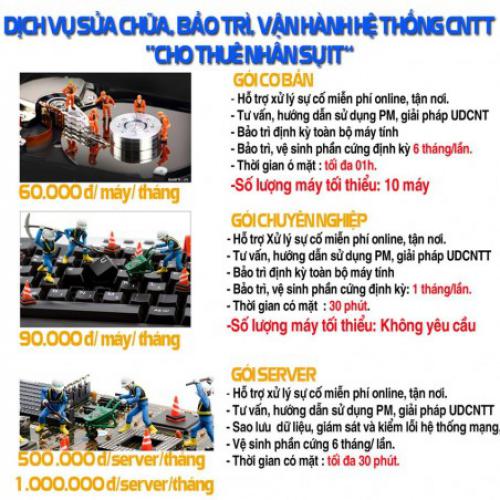 DỊCH VỤ SỬA CHỮA, BẢO TRÌ, VẬN HÀNH HỆ THỐNG CNTT
"CHO THUÊ NHÂN SỰ IT"
GÓI CƠ BẢN
- Hỗ trợ xử lý sự cố miễn phí online, tận nơi.
- Tư vấn, hướng dẫn sử dụng PM, giải pháp UDCNT
- Bảo trì định kỳ toàn bộ máy tính
- Bảo trì, vệ sinh phần cứng định kỳ 6 tháng/lần.
- Thời gian ó mặt : tối đa 01h.
-Số lượng máy tối thiểu: 10 máy
60.000 đ/ máy/ tháng
GÓI CHUYÊN NGHIỆP
- Hỗ trợ Xử lý sự cố miễn phí online, tận nơi.
- Tư vấn, hướng dẫn sử dụng PM, giải pháp UDCNTT
- Bảo trì định kỳ toàn bộ máy tính
- Bảo trì, vệ sinh phần cứng định kỳ: 1 tháng/lần.
- Thời gian có mặt : 30 phút.
-Số lượng máy tối thiểu: Không yêu cầu
90.000 đ/ máy/ tháng
GÓI SERVER
- Hỗ trợ xử lý sự cố miễn phí online, tận nơi.
- Tư vấn, hướng dẫn sử dụng PM, giải pháp UDCNTT
- Sao lưu dữ liệu, giám sát và kiểm lỗi hệ thống mạng,
- Vệ sinh phần cứng 6 tháng/ lần.
- Thời gian có mặt: tối đa 30 phút.
500.000 đ/server/tháng
1.000.000 đ/server/tháng